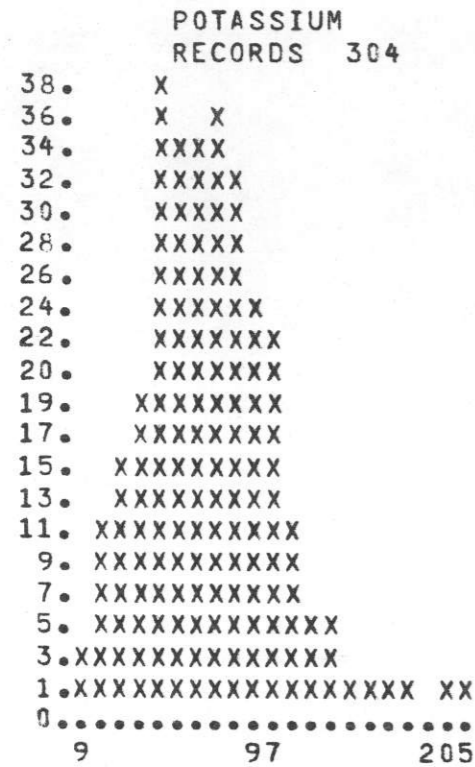 POTASSIUM
RECORDS 304
38. X
36. X X
34. XXXX
32. XXXXX
30. XXXXX
28. XXXXX
26. XXXXX
24. XXXXXX
22. XXXXXXX
20. XXXXXXX
19. XXXXXXXX
17. XXXXXXXX
15. XXXXXXXXX
13. XXXXXXXXX
11. XXXXXXXXXXX
9. XXXXXXXXXXX
7. XXXXXXXXXXX
5. XXXXXXXXXXXXX
3.XXXXXXXXXXXXXX
1.XXXXXXXXXXXXXXXXXX XX
0......................
9 97 205